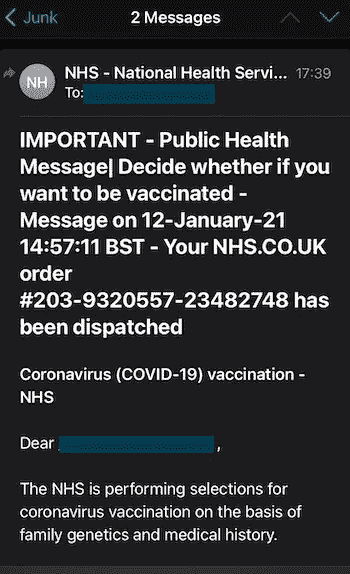 Junk
2 Messages
NH
NHS - National Health Servi...
17:39
To:
IMPORTANT - Public Health
Message| Decide whether if you
want to be vaccinated -
Message on 12-January-21
14:57:11 BST - Your NHS.CO.UK
order
#203-9320557-23482748 has
been dispatched
Coronavirus (COVID-19) vaccination -
NHS
Dear ,
The NHS is performing selections for
coronavirus vaccination on the basis of
family genetics and medical history.